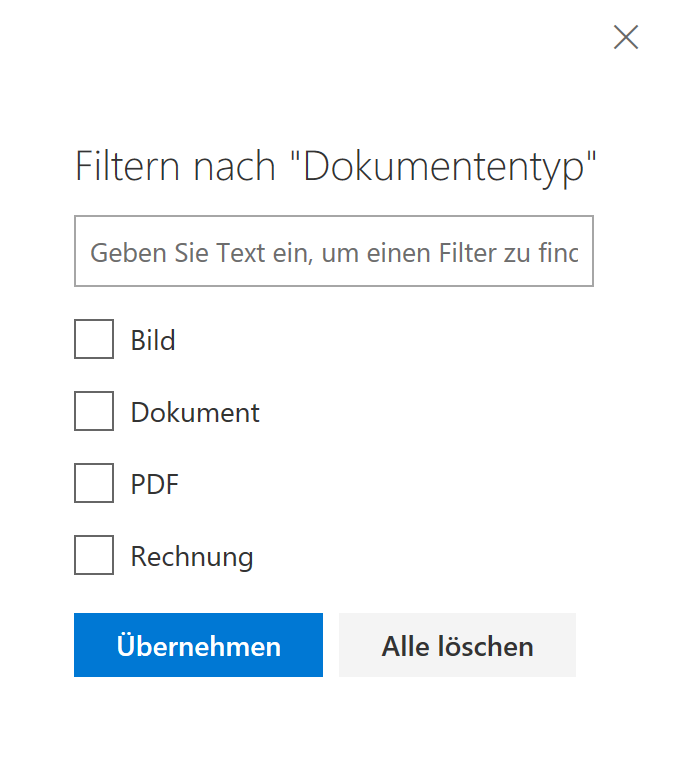 Filtern nach "Dokumententyp"
Geben Sie Text ein, um einen Filter zu finc
Bild
Dokument
PDF
Rechnung
Übernehmen
Alle löschen